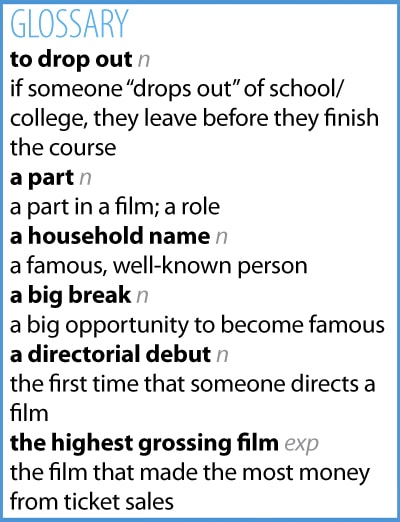 GLOSSARY
to drop out n
if someone “drops out” of school/
college, they leave before they finish
the course
a part n
a part in a film; a role
a household name n
a famous, well-known person
a big break n
a big opportunity to become famous
a directorial debut n
the first time that someone directs a
film
the highest grossing film exp
the film that made the most money
from ticket sales